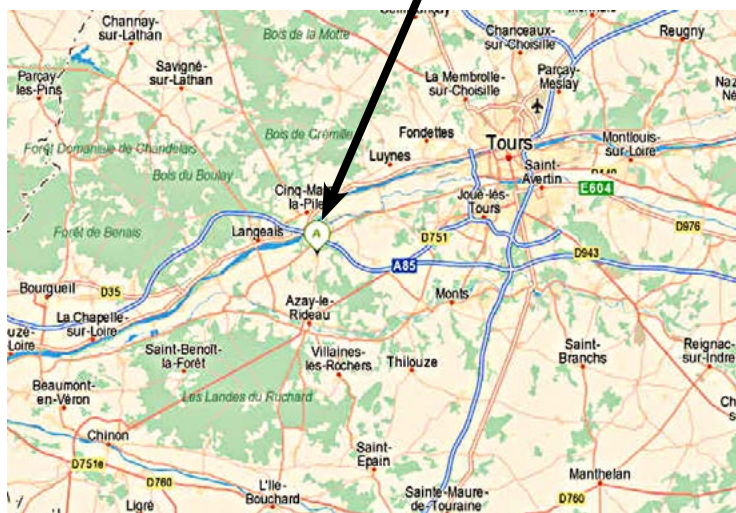 Channay-
sur-Lathan
Bois de la Motte
Chanceaux-
sur-Choisille
Reugny
Savigné-
sur-Lathan
Parçay-
les-Pins
La Membrolle-
sur-Choisille
Parçay-
Meslay
Bois de Crémille
Fondettes
Tours
Montlouis-
sur-Loire
Forêt Domaniale de Chandelais
Luynes
Bois du Boulay
Saint-
Avertin
E604
Cinq-Ma
la-Pile
Joué-lès-
Tours
D976
Forêt de Benais
Langeais
A
D751
D943
A85
Bourgueil
D35
Azay-le-
Rideau
Monts
La Chapelle-
sur-Loire
Saint-Benoît-
la-Forêt
Villaines-
les-Rochers
Thilouze
Saint-
Branchs
Reignac-
sur-Indre
Beaumont-
en-Véron
Les Landes du Ruchard
Chinon
Saint-
Epain
D751e
D760
L'Ile-
Bouchard
Manthelan
Ligré
Sainte-Maure-
de-Touraine
D760